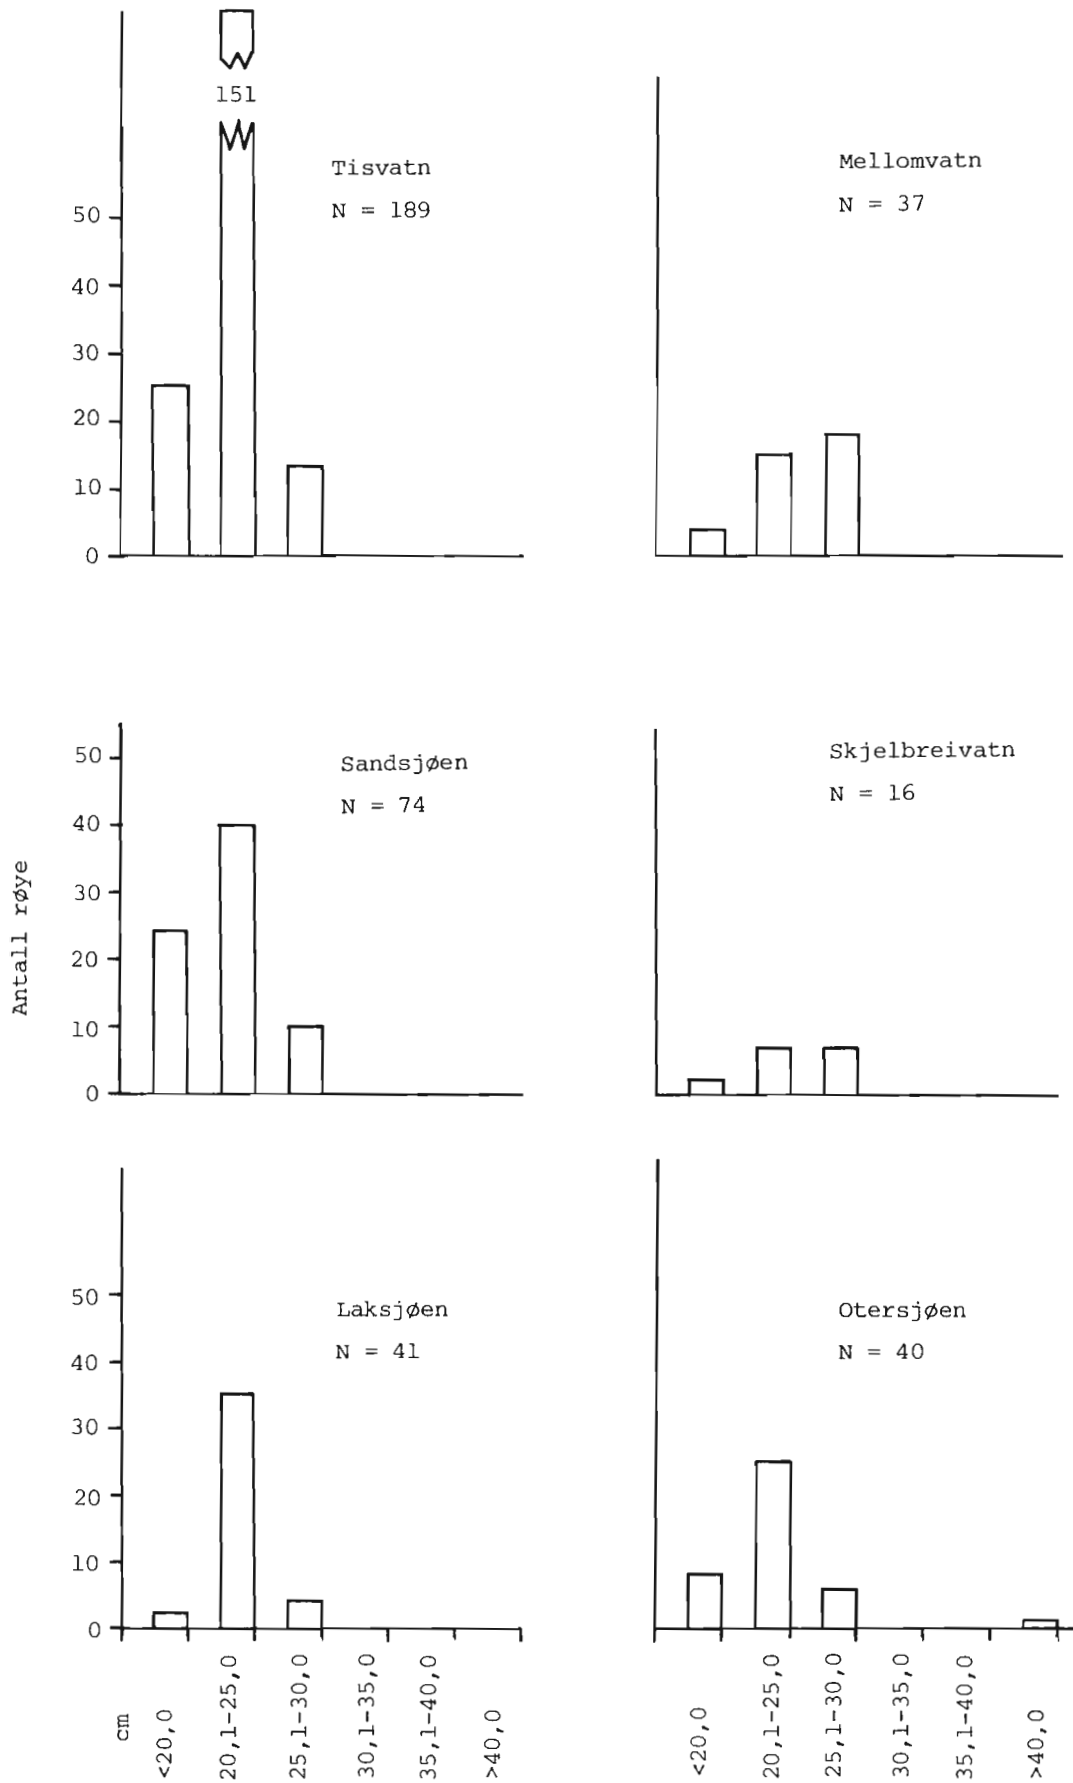 151
Tisvatn
N = 189
50
40
30
20
10
0
Mellomvatn
N = 37
Antall røye
Sandsjøen
N = 74
50
40
30
20
10
0
Skjelbreivatn
N = 16
Laksjøen
N = 41
50
40
30
20
10
0
cm
<20,0
20,1-25,0
25,1-30,0
30,1-35,0
35,1-40,0
>40,0
Otersjøen
N = 40
<20,0
20,1-25,0
25,1-30,0
30,1-35,0
35,1-40,0
>40,0